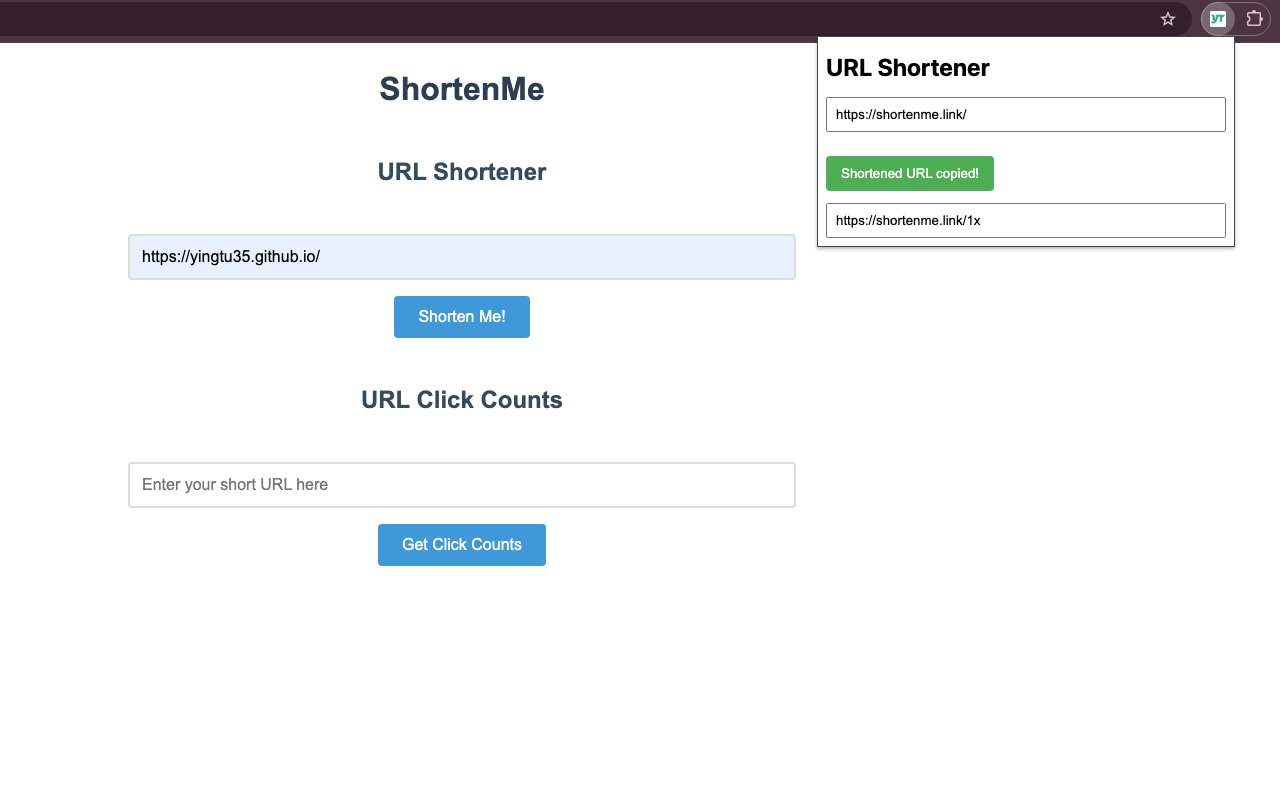 YT
ShortenMe
URL Shortener
https://yingtu35.github.io/
Shorten Me!
URL Click Counts
Enter your short URL here
Get Click Counts
URL Shortener
https://shortenme.link/
Shortened URL copied!
https://shortenme.link/1x